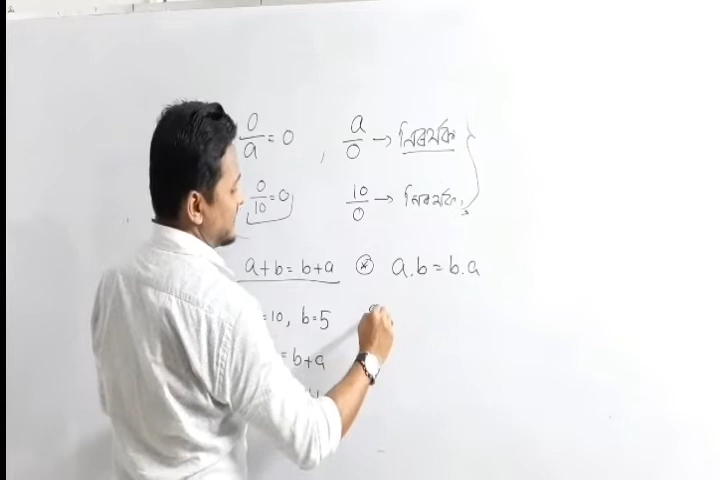 0/a = 0 , a/0 → নিরর্থক
0/10 = 0 10/0 → নিরর্থক
a+b = b+a ⊛ a.b = b.a
= 10, b = 5
= b+a